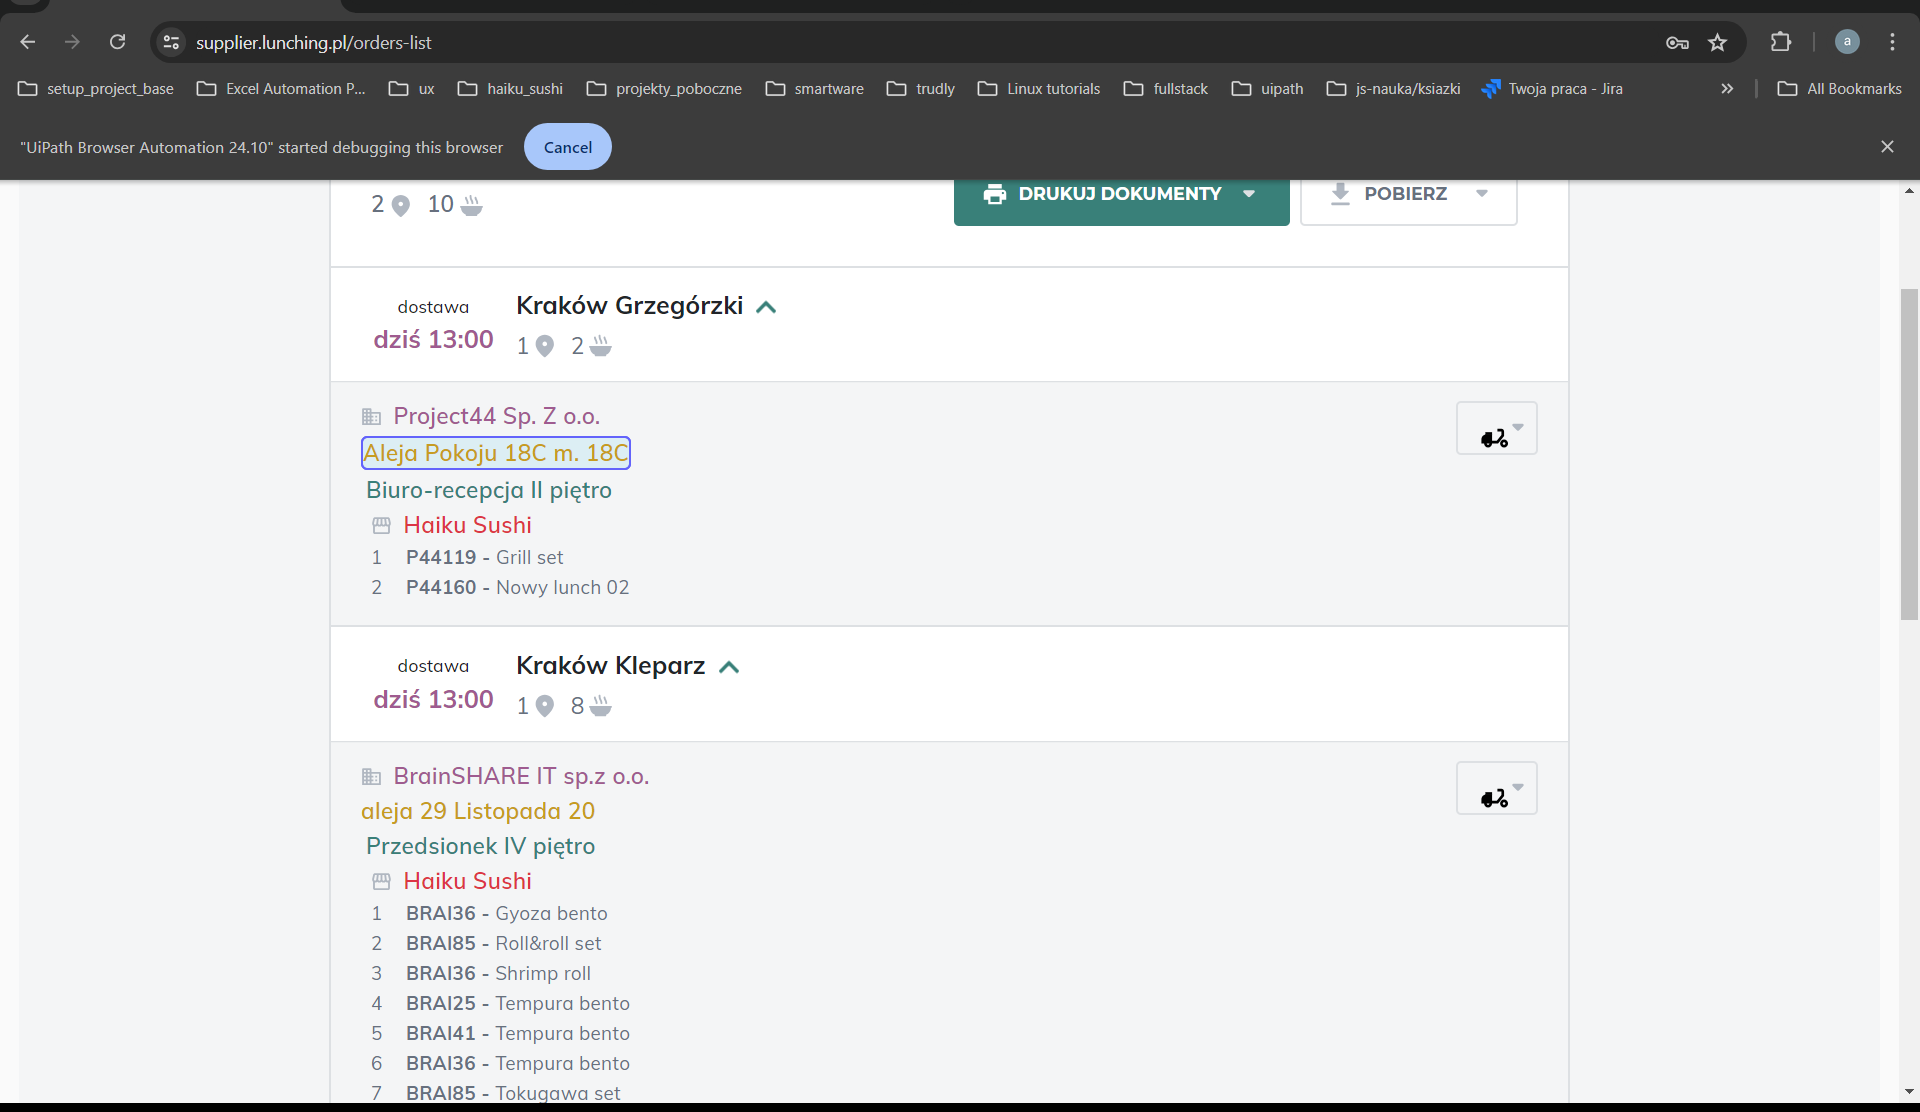 supplier.lunching.pl/orders-list
a
setup_project_base
Excel Automation P...
ux
haiku_sushi
projekty_poboczne
smartware
trudly
Linux tutorials
fullstack
uipath
js-nauka/ksiazki
Twoja praca - Jira
»
All Bookmarks
"UiPath Browser Automation 24.10" started debugging this browser
Cancel
2 10
DRUKUJ DOKUMENTY
POBIERZ
dostawa
dziś 13:00
Kraków Grzegórzki
1 2
Project44 Sp. Z o.o.
Aleja Pokoju 18C m. 18C
Biuro-recepcja II piętro
Haiku Sushi
1 P44119 - Grill set
2 P44160 - Nowy lunch 02
dostawa
dziś 13:00
Kraków Kleparz
1 8
BrainSHARE IT sp.z o.o.
aleja 29 Listopada 20
Przedsionek IV piętro
Haiku Sushi
1 BRAI36 - Gyoza bento
2 BRAI85 - Roll&roll set
3 BRAI36 - Shrimp roll
4 BRAI25 - Tempura bento
5 BRAI41 - Tempura bento
6 BRAI36 - Tempura bento
7 BRAI85 - Tokugawa set